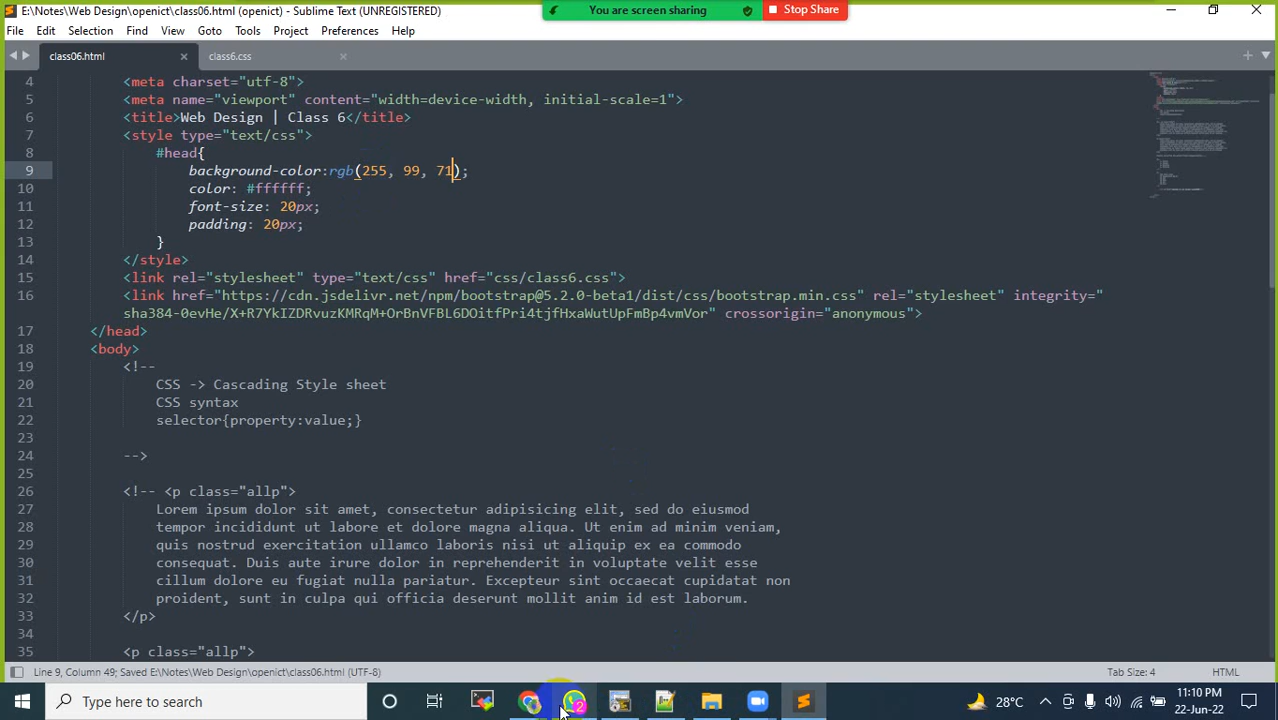 E:\Notes\Web Design\openict\class06.html (openict) - Sublime Text (UNREGISTERED)
You are screen sharing
Stop Share
File Edit Selection Find View Goto Tools Project Preferences Help
class06.html
class6.css
4 <meta charset="utf-8">
5 <meta name="viewport" content="width=device-width, initial-scale=1">
6 <title>Web Design | Class 6</title>
7 <style type="text/css">
8 #head{
9 background-color:rgb(255, 99, 71);
10 color: #ffffff;
11 font-size: 20px;
12 padding: 20px;
13 }
14 </style>
15 <link rel="stylesheet" type="text/css" href="css/class6.css">
16 <link href="https://cdn.jsdelivr.net/npm/bootstrap@5.2.0-beta1/dist/css/bootstrap.min.css" rel="stylesheet" integrity="
sha384-0evHe/X+R7YkIZDRvuzKMRqM+OrBnVFBL6DOitfPri4tjfHxaWutUpFmBp4vmVor" crossorigin="anonymous">
17 </head>
18 <body>
19 <!--
20 CSS -> Cascading Style sheet
21 CSS syntax
22 selector{property:value;}
23
24 -->
25
26 <!-- <p class="allp">
27 Lorem ipsum dolor sit amet, consectetur adipisicing elit, sed do eiusmod
28 tempor incididunt ut labore et dolore magna aliqua. Ut enim ad minim veniam,
29 quis nostrud exercitation ullamco laboris nisi ut aliquip ex ea commodo
30 consequat. Duis aute irure dolor in reprehenderit in voluptate velit esse
31 cillum dolore eu fugiat nulla pariatur. Excepteur sint occaecat cupidatat non
32 proident, sunt in culpa qui officia deserunt mollit anim id est laborum.
33 </p>
34
35 <p class="allp">
Line 9, Column 49; Saved E:\Notes\Web Design\openict\class06.html (UTF-8)
Tab Size: 4
HTML
Type here to search
2
28°C
11:10 PM
22-Jun-22